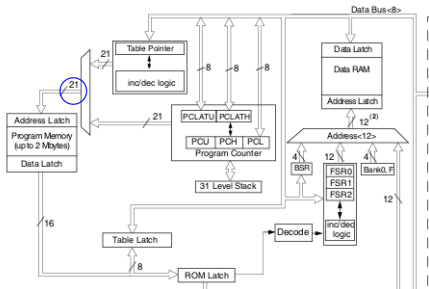 Data Bus<8>
Table Pointer
inc/dec logic
21
21
8
8
8
Data Latch
Data RAM
Address Latch
12 (2)
Address<12>
21
PCLATU PCLATH
PCU PCH PCL
Program Counter
31 Level Stack
Address Latch
Program Memory
(up to 2 Mbytes)
Data Latch
4
BSR
12
FSR0
FSR1
FSR2
inc/dec
logic
4
Bank0, F
12
16
Table Latch
8
ROM Latch
Decode